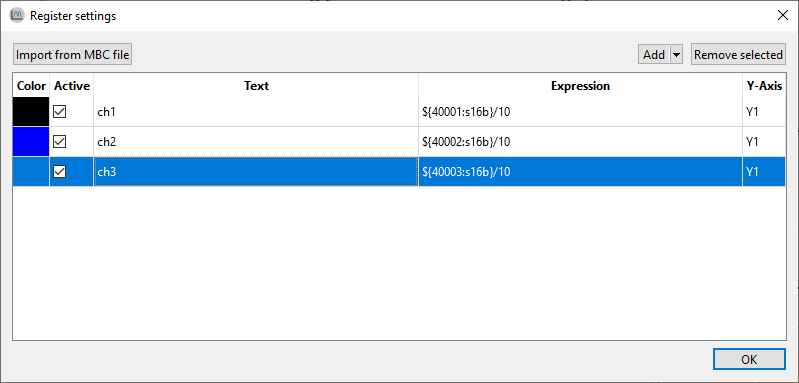 Register settings
Import from MBC file
Add
Remove selected
Color Active Text Expression Y-Axis
ch1 ${40001:s16b}/10 Y1
ch2 ${40002:s16b}/10 Y1
ch3 ${40003:s16b}/10 Y1
OK